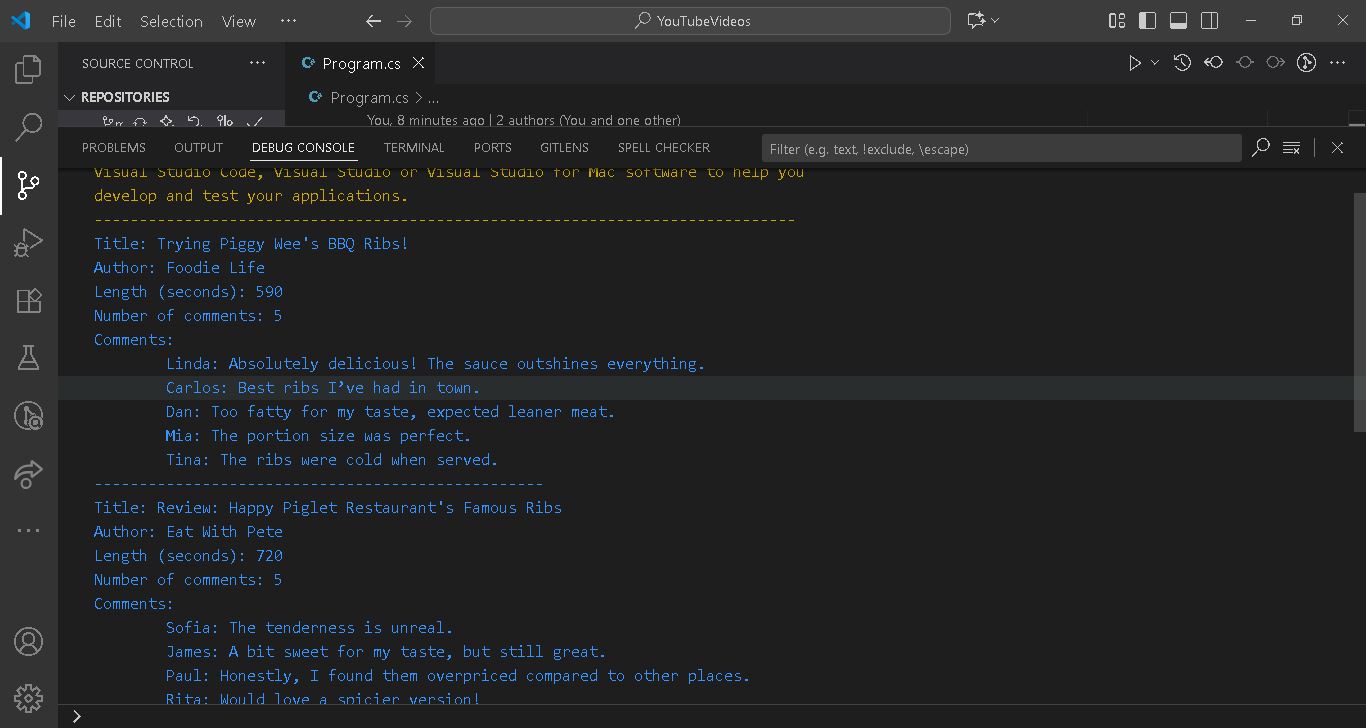 File Edit Selection View ··· YouTubeVideos
SOURCE CONTROL ··· Program.cs
REPOSITORIES Program.cs > ...
You, 8 minutes ago | 2 authors (You and one other)
PROBLEMS OUTPUT DEBUG CONSOLE TERMINAL PORTS GITLENS SPELL CHECKER Filter (e.g. text, !exclude, \escape)
Visual Studio Code, Visual Studio or Visual Studio for Mac software to help you
develop and test your applications.
------------------------------------------------------------------------------
Title: Trying Piggy Wee's BBQ Ribs!
Author: Foodie Life
Length (seconds): 590
Number of comments: 5
Comments:
Linda: Absolutely delicious! The sauce outshines everything.
Carlos: Best ribs I’ve had in town.
Dan: Too fatty for my taste, expected leaner meat.
Mia: The portion size was perfect.
Tina: The ribs were cold when served.
--------------------------------------------------
Title: Review: Happy Piglet Restaurant's Famous Ribs
Author: Eat With Pete
Length (seconds): 720
Number of comments: 5
Comments:
Sofia: The tenderness is unreal.
James: A bit sweet for my taste, but still great.
Paul: Honestly, I found them overpriced compared to other places.
Rita: Would love a spicier version!